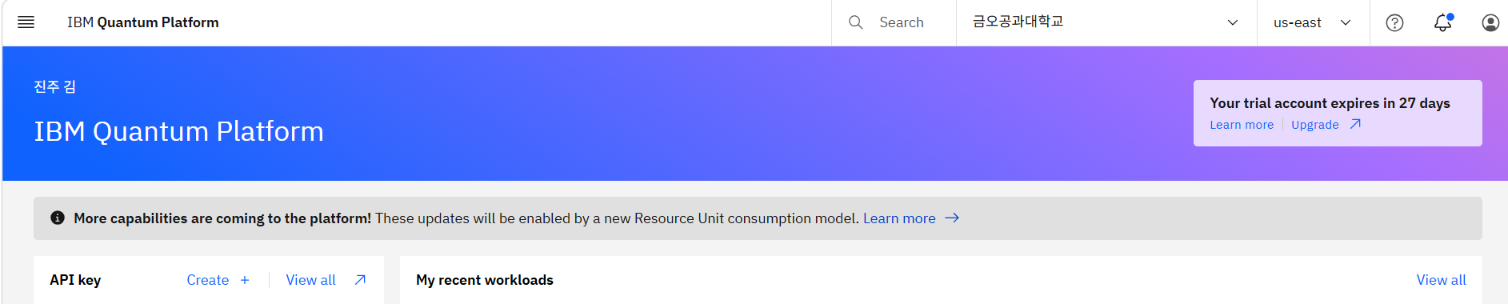 IBM Quantum Platform
Search
금오공과대학교
us-east
진주 김
IBM Quantum Platform
Your trial account expires in 27 days
Learn more | Upgrade
More capabilities are coming to the platform! These updates will be enabled by a new Resource Unit consumption model. Learn more →
API key
Create +
View all
My recent workloads
View all